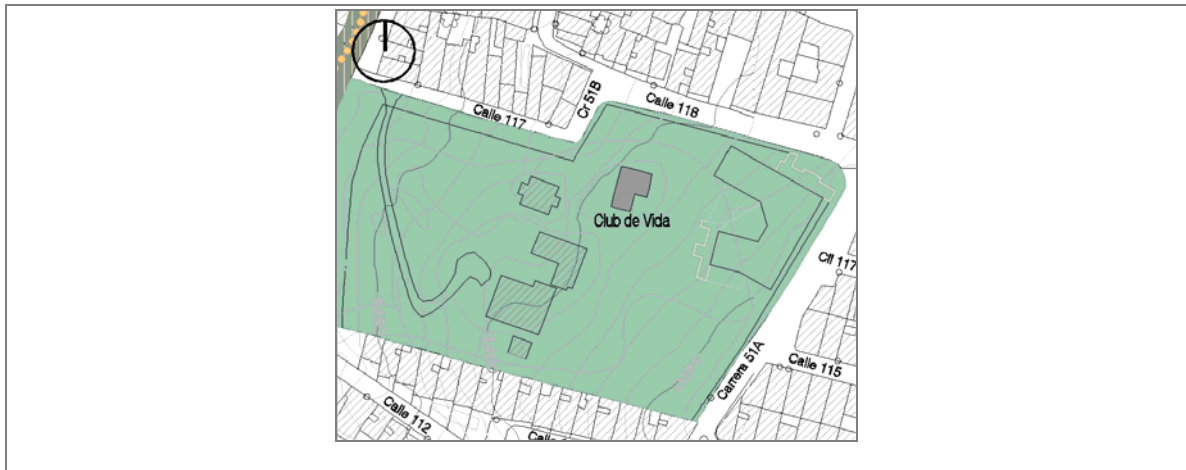 Calle 118
Cr 51B
Calle 117
Club de Vida
Cll 117
Carrera 51A
Calle 115
Calle 112